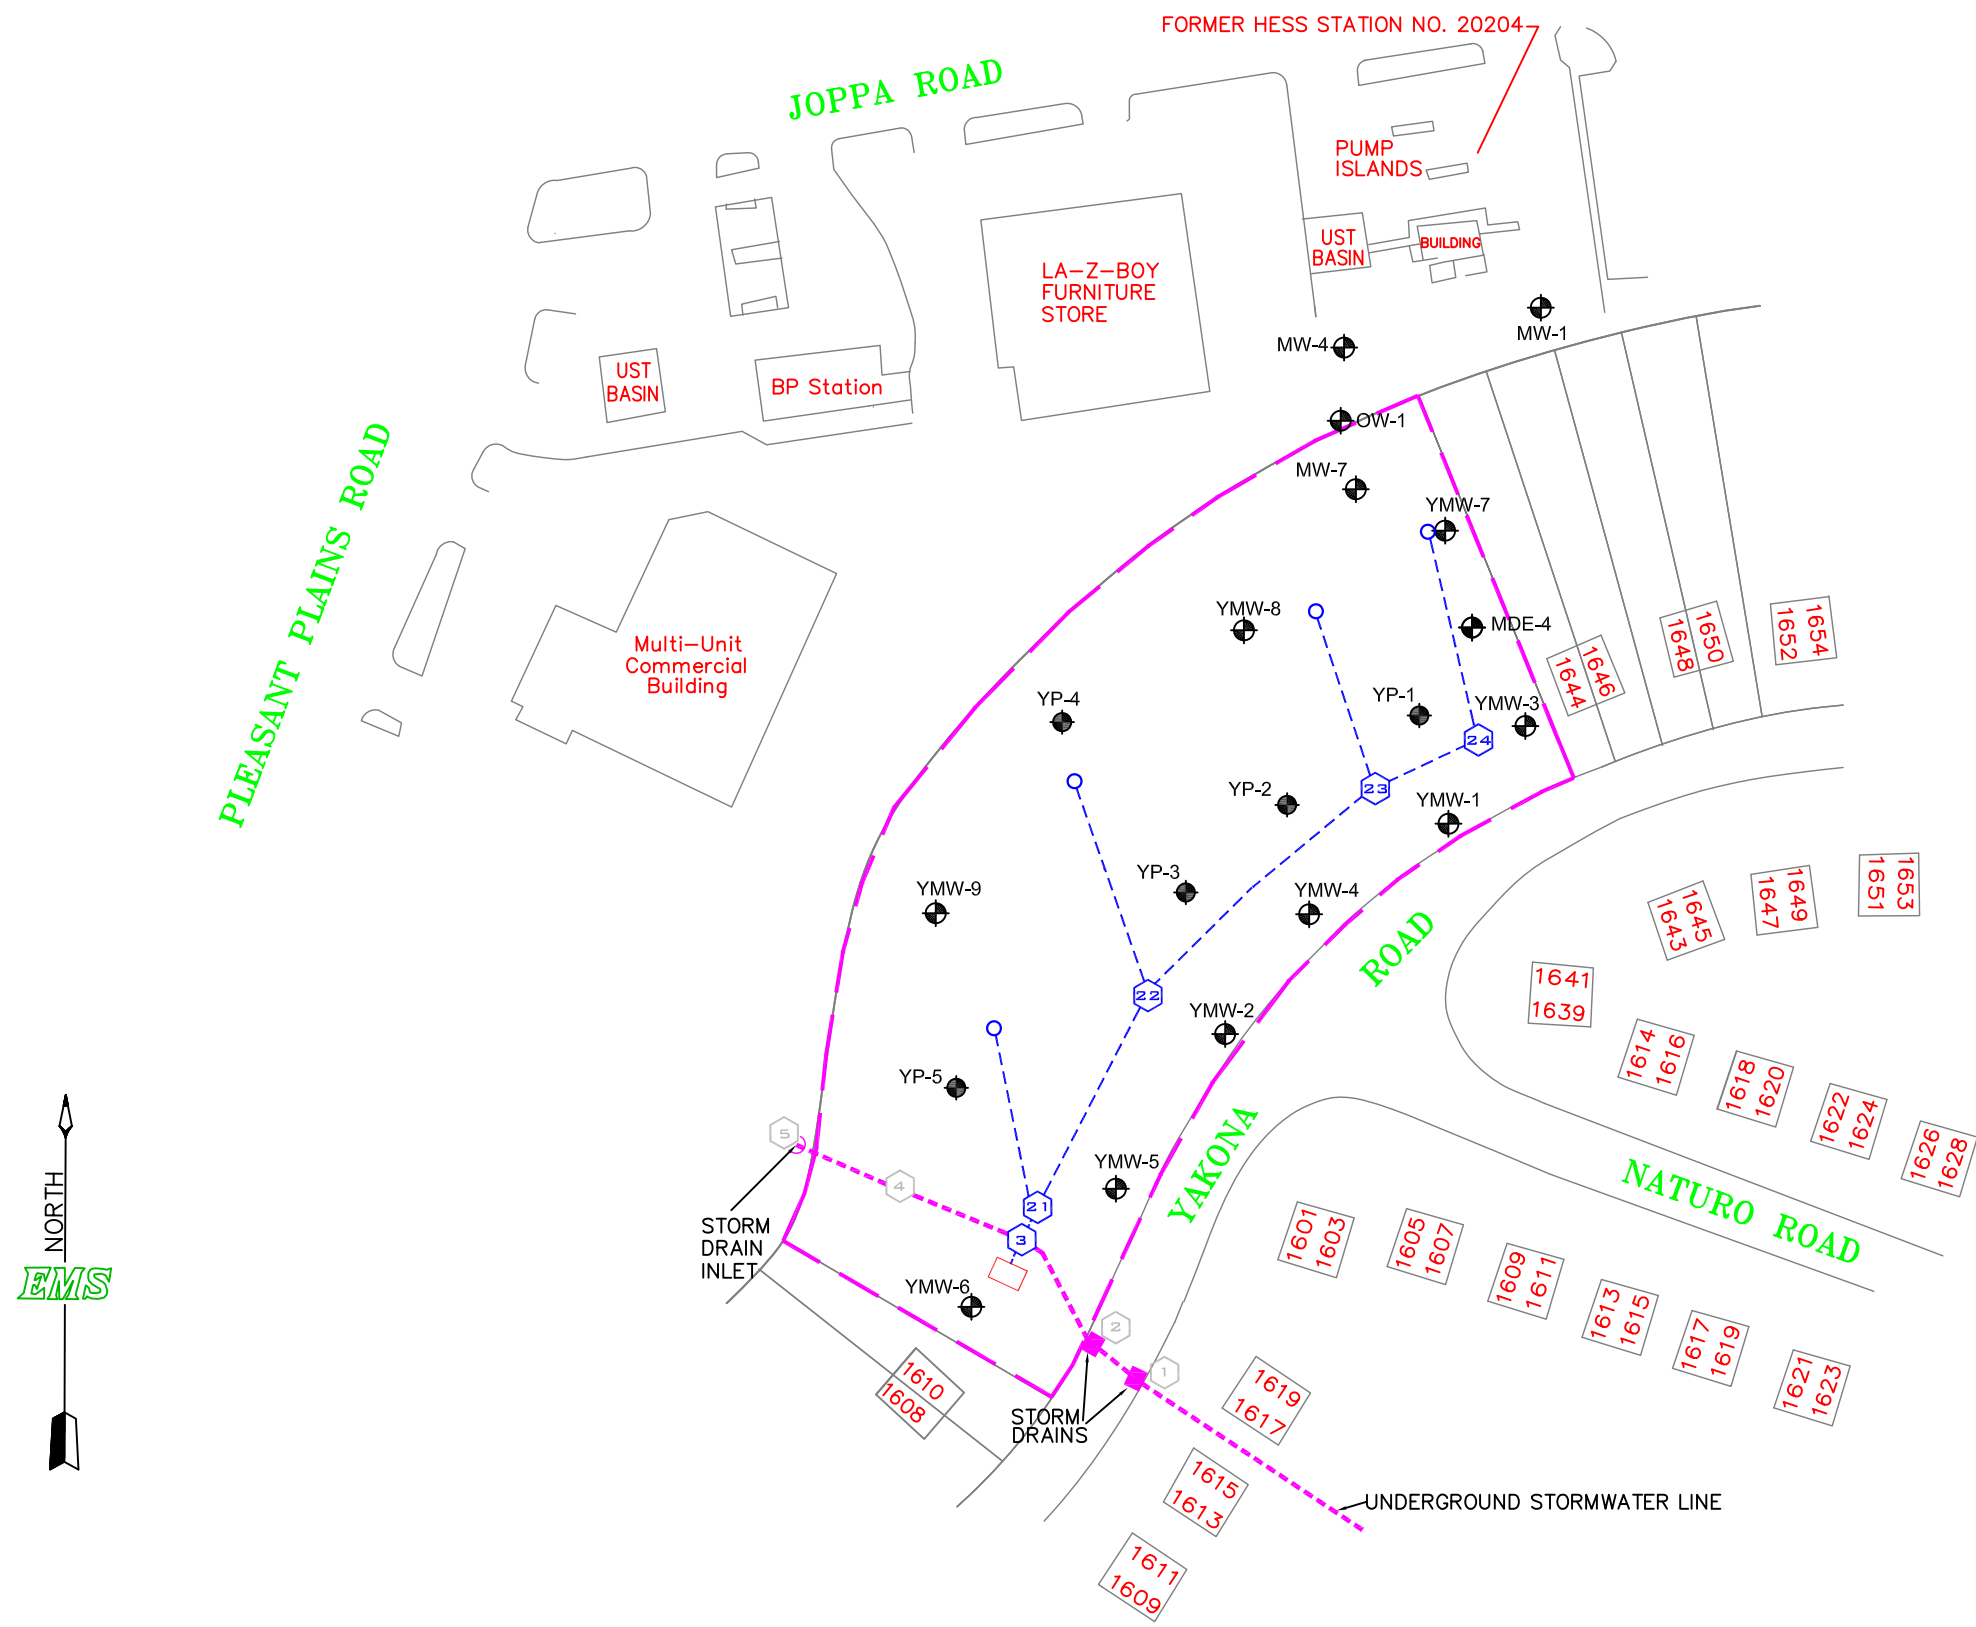 FORMER HESS STATION NO. 20204
JOPPA ROAD
PUMP
ISLANDS
UST
BASIN
BUILDING
LA-Z-BOY
FURNITURE
STORE
MW-1
MW-4
UST
BASIN
BP Station
OW-1
MW-7
YMW-7
PLEASANT PLAINS ROAD
YMW-8
MDE-4
Multi-Unit
Commercial
Building
1644
1646
1648
1650
1652
1654
YP-4
YP-1
YMW-3
24
YP-2
23
YMW-1
YP-3
YMW-9
YMW-4
1643
1645
1647
1649
1651
1653
YAKONA ROAD
22
1641
1639
YMW-2
1614
1616
1618
1620
1622
1624
1626
1628
YP-5
5
4
YMW-5
NATURO ROAD
NORTH
EMS
21
3
STORM
DRAIN
INLET
1601
1603
1605
1607
1609
1611
1613
1615
1617
1619
1621
1623
YMW-6
2
1
1610
1608
STORM
DRAINS
1619
1617
1615
1613
UNDERGROUND STORMWATER LINE
1611
1609